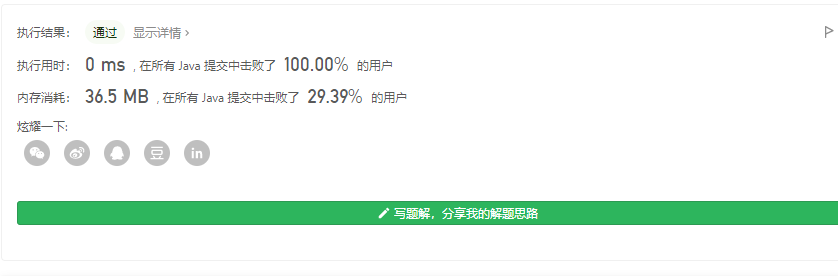 执行结果： 通过 显示详情 ›
执行用时： 0 ms , 在所有 Java 提交中击败了 100.00% 的用户
内存消耗： 36.5 MB , 在所有 Java 提交中击败了 29.39% 的用户
炫耀一下:
豆 in
写题解，分享我的解题思路